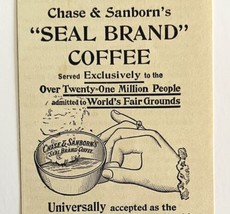 Chase & Sanborn's
"SEAL BRAND"
COFFEE
Served Exclusively to the
Over Twenty-One Million People
admitted to World's Fair Grounds
CHASE & SANBORN'S
SEAL BRAND COFFEE
Universally accepted as the